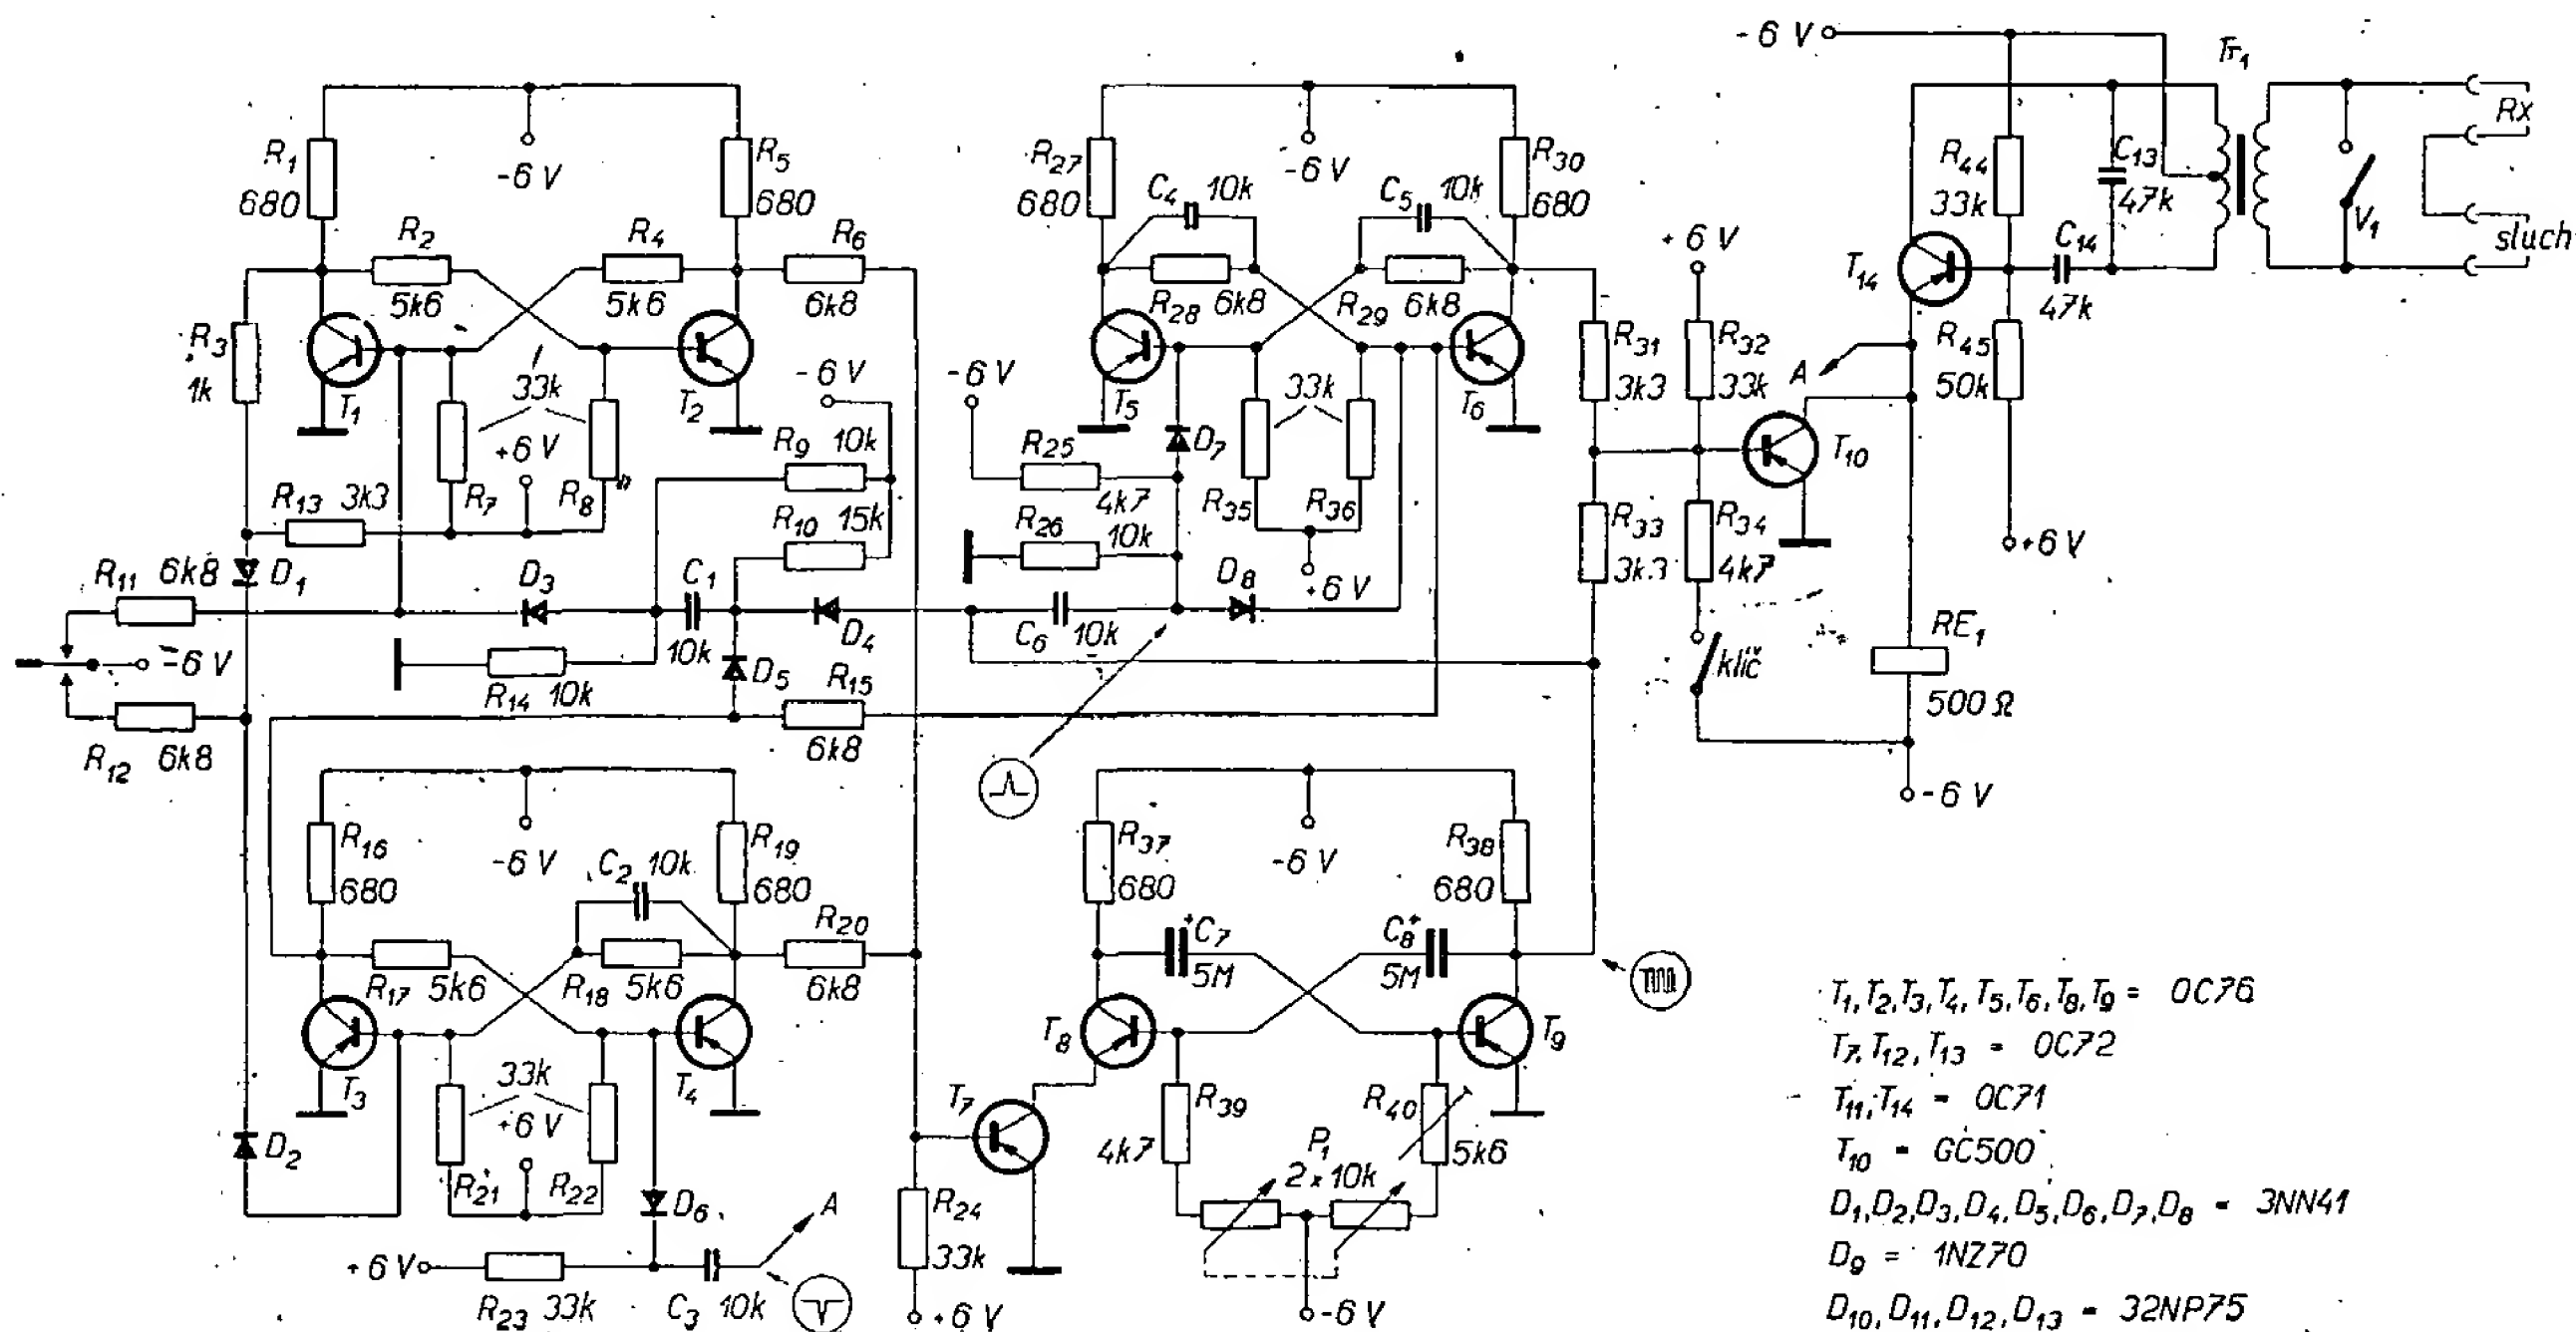 -6 V
Tr1
Rx
sluch
V1
R44
33k
C13
47k
C14
47k
T14
A
R45
50k
+6 V
R1
680
-6 V
R5
680
R2
5k6
R4
5k6
R6
6k8
R3
1k
T1
33k
+6 V
T2
R7
R8
R13 3k3
-6 V
R9 10k
R10 15k
R11 6k8
D1
D3
C1
10k
D4
-6 V
R14 10k
D5
R15
6k8
R12 6k8
R27
680
C4 10k
-6 V
C5 10k
R30
680
R28 6k8
R29 6k8
T5
T6
-6 V
D7
33k
R25
4k7
R35
R36
R26 10k
+6 V
C6 10k
D8
R31
3k3
+6 V
R32
33k
T10
R33
3k3
R34
4k7
klíč
RE1
500 Ω
-6 V
R16
680
-6 V
C2 10k
R19
680
R17 5k6
R18 5k6
R20
6k8
T3
33k
+6 V
T4
D2
R21
R22
D6
A
+6 V
R23 33k
C3 10k
R24
33k
+6 V
T7
R37
680
-6 V
R38
680
+C7
5M
C8+
5M
T8
T9
R39
4k7
R40
5k6
P1
2×10k
-6 V
T1, T2, T3, T4, T5, T6, T8, T9 = OC76
T7, T12, T13 = OC72
T11, T14 = OC71
T10 = GC500
D1, D2, D3, D4, D5, D6, D7, D8 = 3NN41
D9 = 1NZ70
D10, D11, D12, D13 = 32NP75